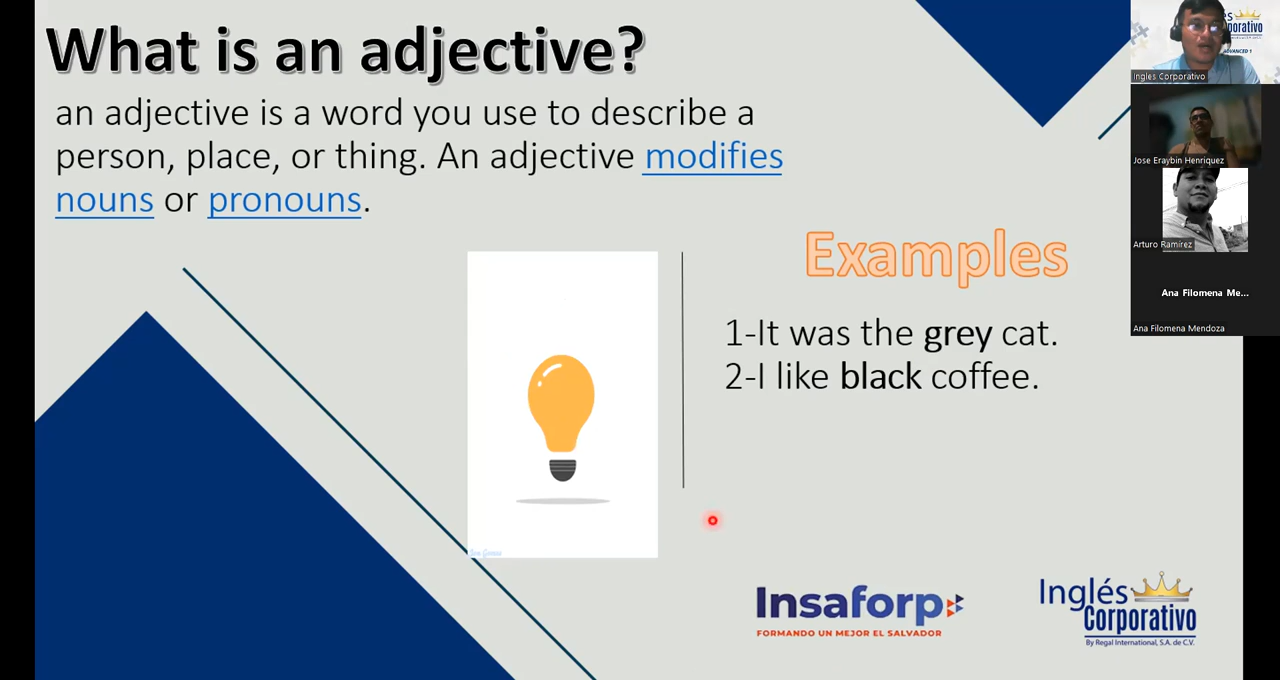 What is an adjective?
an adjective is a word you use to describe a
person, place, or thing. An adjective modifies
nouns or pronouns.
Examples
1-It was the grey cat.
2-I like black coffee.
Insaforp
FORMANDO UN MEJOR EL SALVADOR
Inglés
Corporativo
By Regal International, S.A. de C.V.
ADVANCED 1
Ingles Corporativo
Jose Eraybin Henriquez
Arturo Ramírez
Ana Filomena Me...
Ana Filomena Mendoza